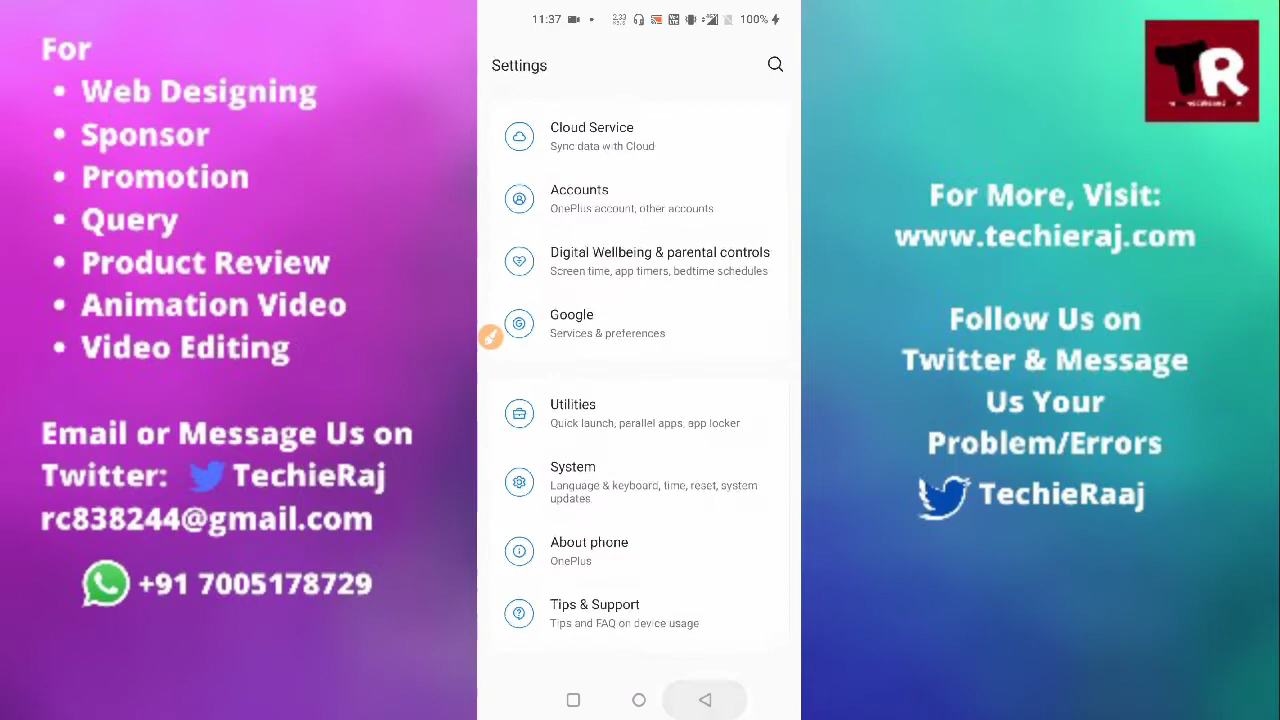 For
• Web Designing
• Sponsor
• Promotion
• Query
• Product Review
• Animation Video
• Video Editing
Email or Message Us on
Twitter: TechieRaj
rc838244@gmail.com
+91 7005178729
11:37
100%
Settings
Cloud Service
Sync data with Cloud
Accounts
OnePlus account, other accounts
Digital Wellbeing & parental controls
Screen time, app timers, bedtime schedules
Google
Services & preferences
Utilities
Quick launch, parallel apps, app locker
System
Language & keyboard, time, reset, system
updates
About phone
OnePlus
Tips & Support
Tips and FAQ on device usage
TR
For More, Visit:
www.techieraj.com
Follow Us on
Twitter & Message
Us Your
Problem/Errors
TechieRaaj